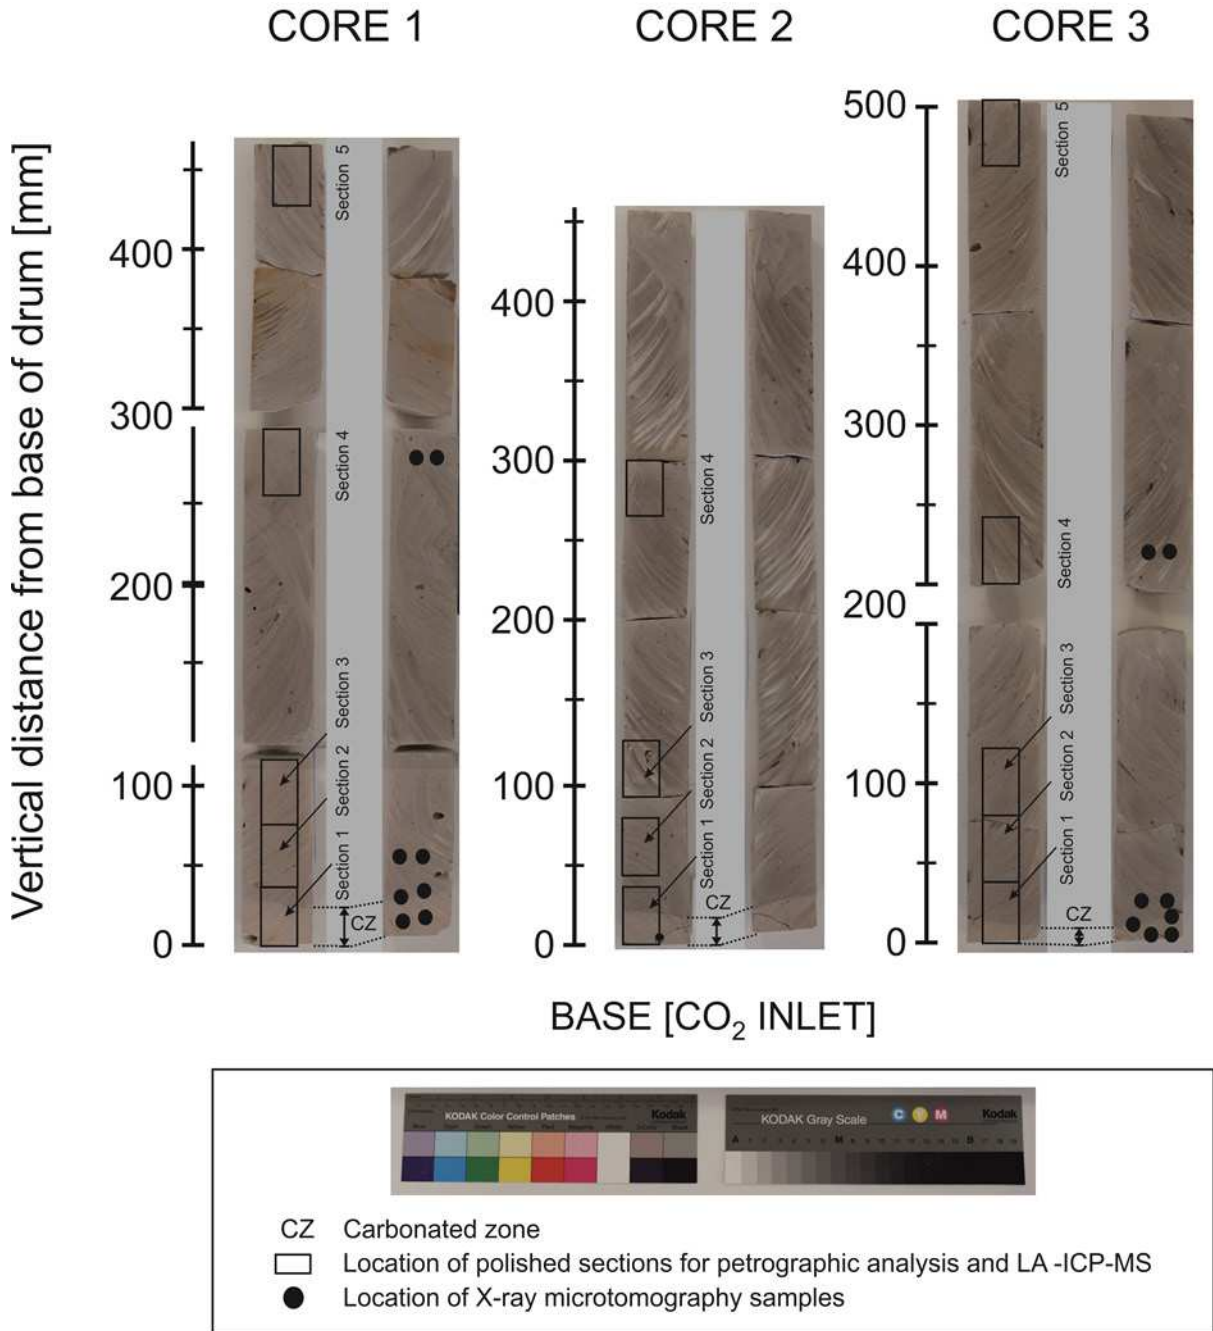 CORE 1
CORE 2
CORE 3
Vertical distance from base of drum [mm]
400
300
200
100
0
Section 5
Section 4
Section 3
Section 2
Section 1
CZ
400
300
200
100
0
Section 4
Section 3
Section 2
Section 1
CZ
500
400
300
200
100
0
Section 5
Section 4
Section 3
Section 2
Section 1
CZ
BASE [CO₂ INLET]
KODAK Color Control Patches Kodak
KODAK Gray Scale C Y M Kodak
A M B
CZ Carbonated zone
Location of polished sections for petrographic analysis and LA -ICP-MS
Location of X-ray microtomography samples